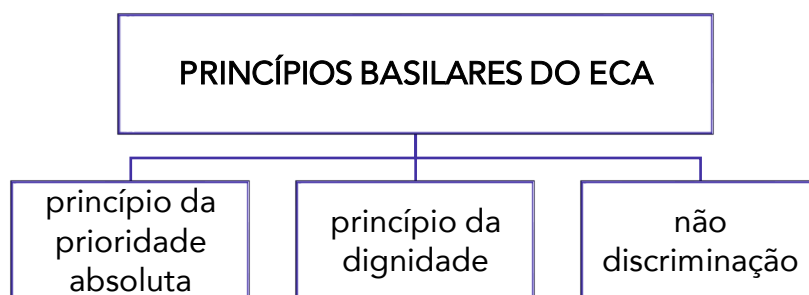 PRINCÍPIOS BASILARES DO ECA
princípio da
prioridade
absoluta
princípio da
dignidade
não
discriminação